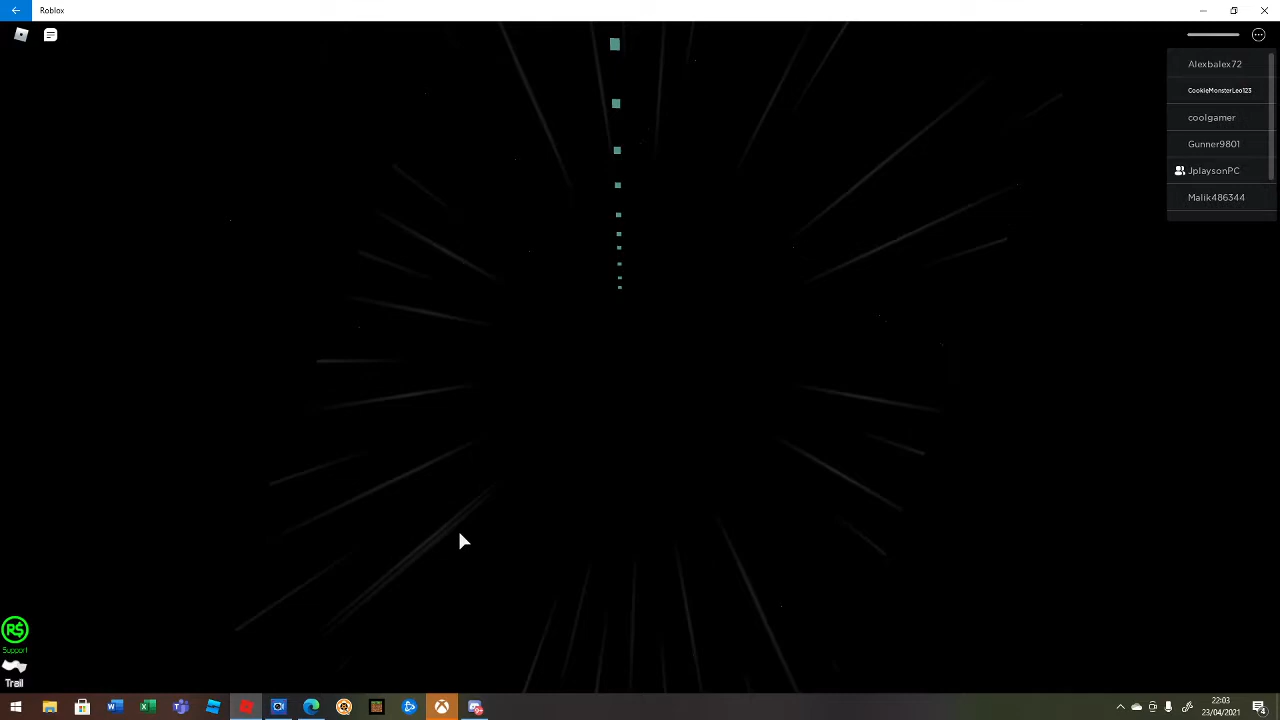 Roblox
Alexbalex72
CookieMonsterLeo123
coolgamer
Gunner9801
JplaysonPC
Malik486344
R$
Support
Trail
22:03
23/04/2021